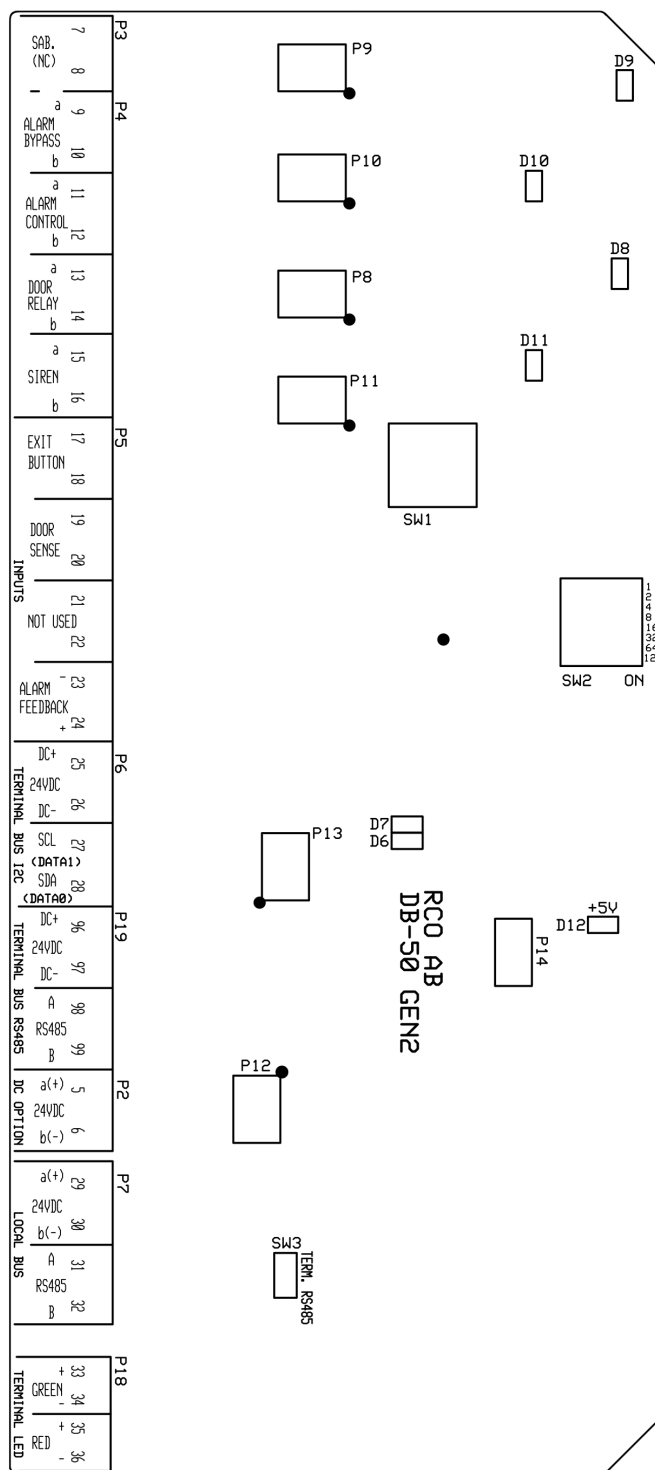 P3
SAB.
(NC)
7
8
P4
a
ALARM
BYPASS
b
9
10
a
ALARM
CONTROL
b
11
12
a
DOOR
RELAY
b
13
14
a
SIREN
b
15
16
P5
INPUTS
EXIT
BUTTON
17
18
DOOR
SENSE
19
20
NOT USED
21
22
ALARM
FEEDBACK
-
+
23
24
P6
TERMINAL BUS I2C
DC+
24VDC
DC-
25
26
SCL
(DATA1)
SDA
(DATA0)
27
28
P19
TERMINAL BUS RS485
DC+
24VDC
DC-
96
97
A
RS485
B
98
99
P2
DC OPTION
a(+)
24VDC
b(-)
5
6
P7
LOCAL BUS
a(+)
24VDC
b(-)
29
30
A
RS485
B
31
32
P18
TERMINAL LED
GREEN
+
-
33
34
RED
+
-
35
36
P9
P10
P8
P11
D9
D10
D8
D11
SW1
SW2 ON
1
2
4
8
16
32
64
12
P13
D7
D6
RCO AB
DB-50 GEN2
P14
+5V
D12
P12
SW3
TERM. RS485